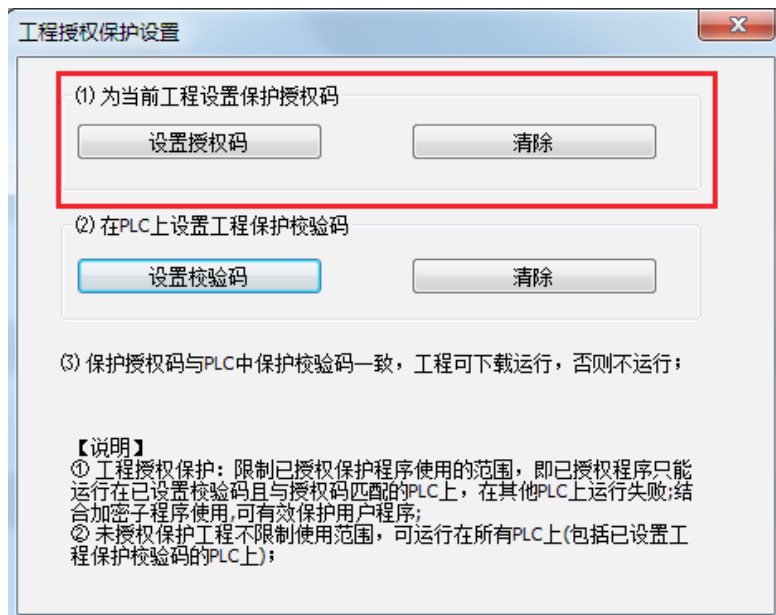 工程授权保护设置
(1) 为当前工程设置保护授权码
设置授权码
清除
(2) 在PLC上设置工程保护校验码
设置校验码
清除
(3) 保护授权码与PLC中保护校验码一致，工程可下载运行，否则不运行；
【说明】
① 工程授权保护：限制已授权保护程序使用的范围，即已授权程序只能
运行在已设置校验码且与授权码匹配的PLC上，在其他PLC上运行失败;结
合加密子程序使用,可有效保护用户程序;
② 未授权保护工程不限制使用范围，可运行在所有PLC上(包括已设置工
程保护校验码的PLC上)；